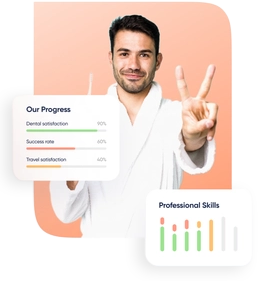 Our Progress
Dental satisfaction 90%
Success rate 60%
Travel satisfaction 40%
Professional Skills